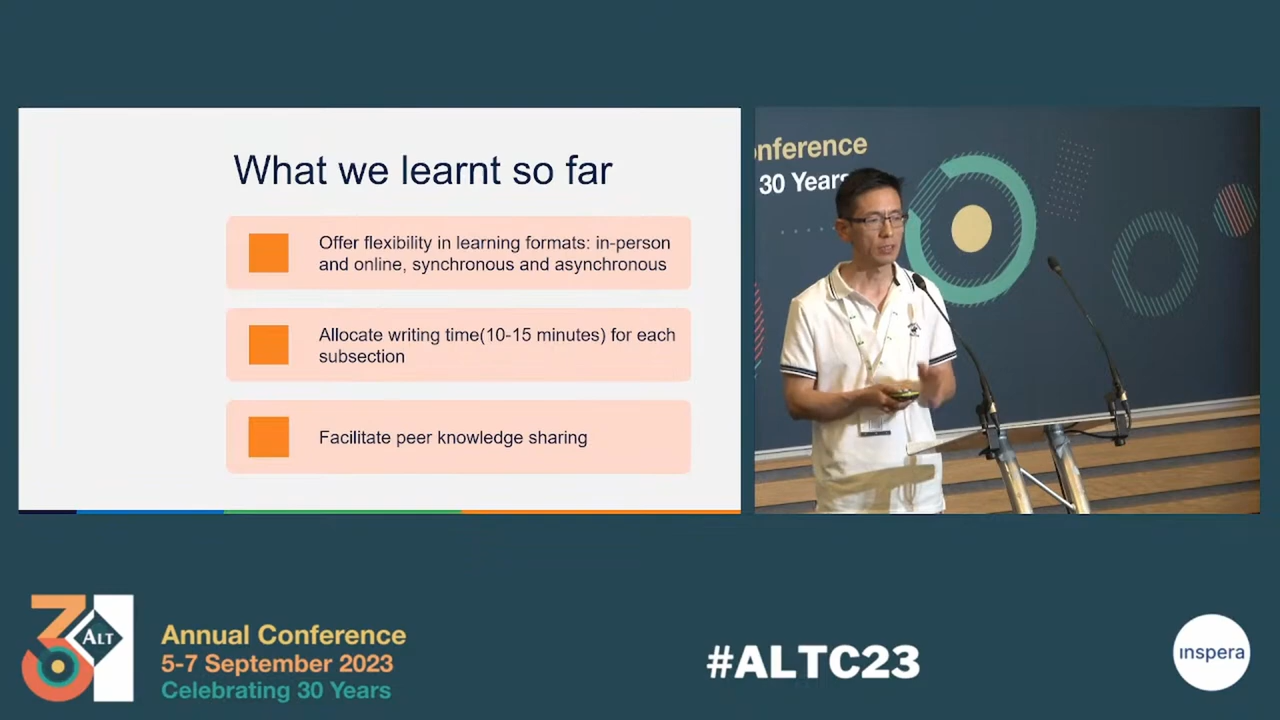 What we learnt so far
Offer flexibility in learning formats: in-person
and online, synchronous and asynchronous
Allocate writing time(10-15 minutes) for each
subsection
Facilitate peer knowledge sharing
onference
30 Years
ALT
Annual Conference
5-7 September 2023
Celebrating 30 Years
#ALTC23
inspera